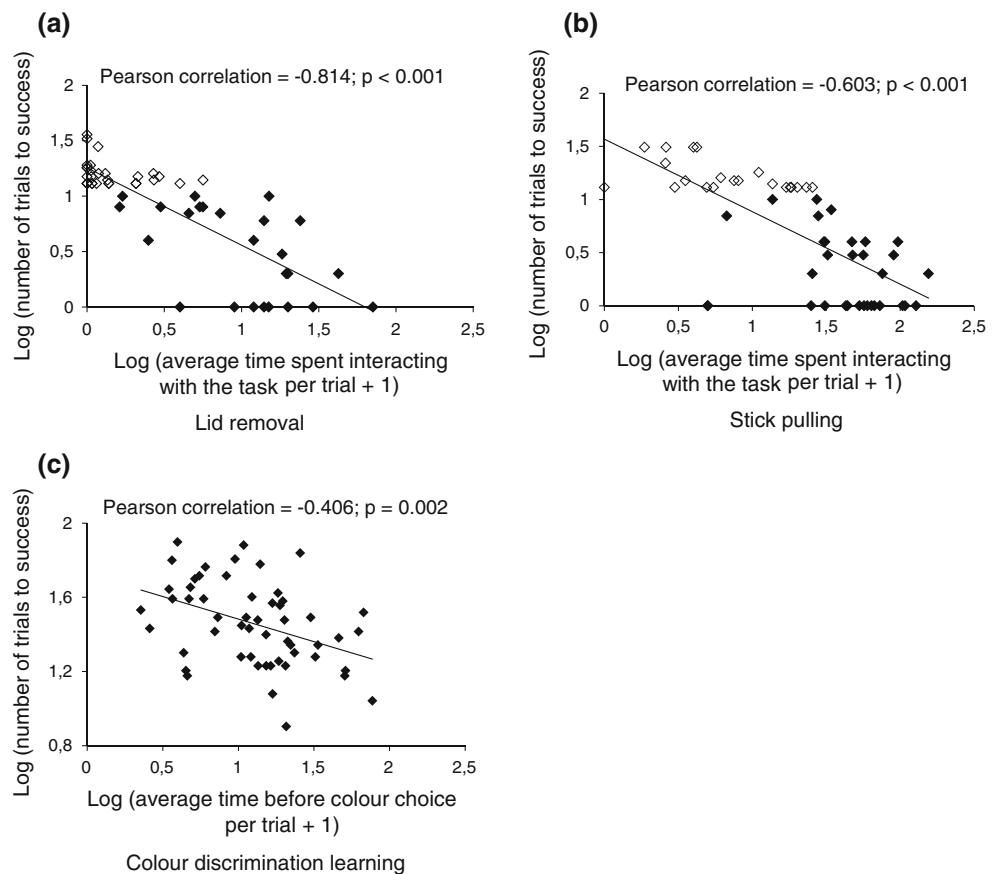 (a)
Pearson correlation = -0.814; p < 0.001
Log (number of trials to success)
2
1,5
1
0,5
0
0 0,5 1 1,5 2 2,5
Log (average time spent interacting
with the task per trial + 1)
Lid removal
(b)
Pearson correlation = -0.603; p < 0.001
Log (number of trials to success)
2
1,5
1
0,5
0
0 0,5 1 1,5 2 2,5
Log (average time spent interacting
with the task per trial + 1)
Stick pulling
(c)
Pearson correlation = -0.406; p = 0.002
Log (number of trials to success)
2
1,6
1,2
0,8
0 0,5 1 1,5 2 2,5
Log (average time before colour choice
per trial + 1)
Colour discrimination learning